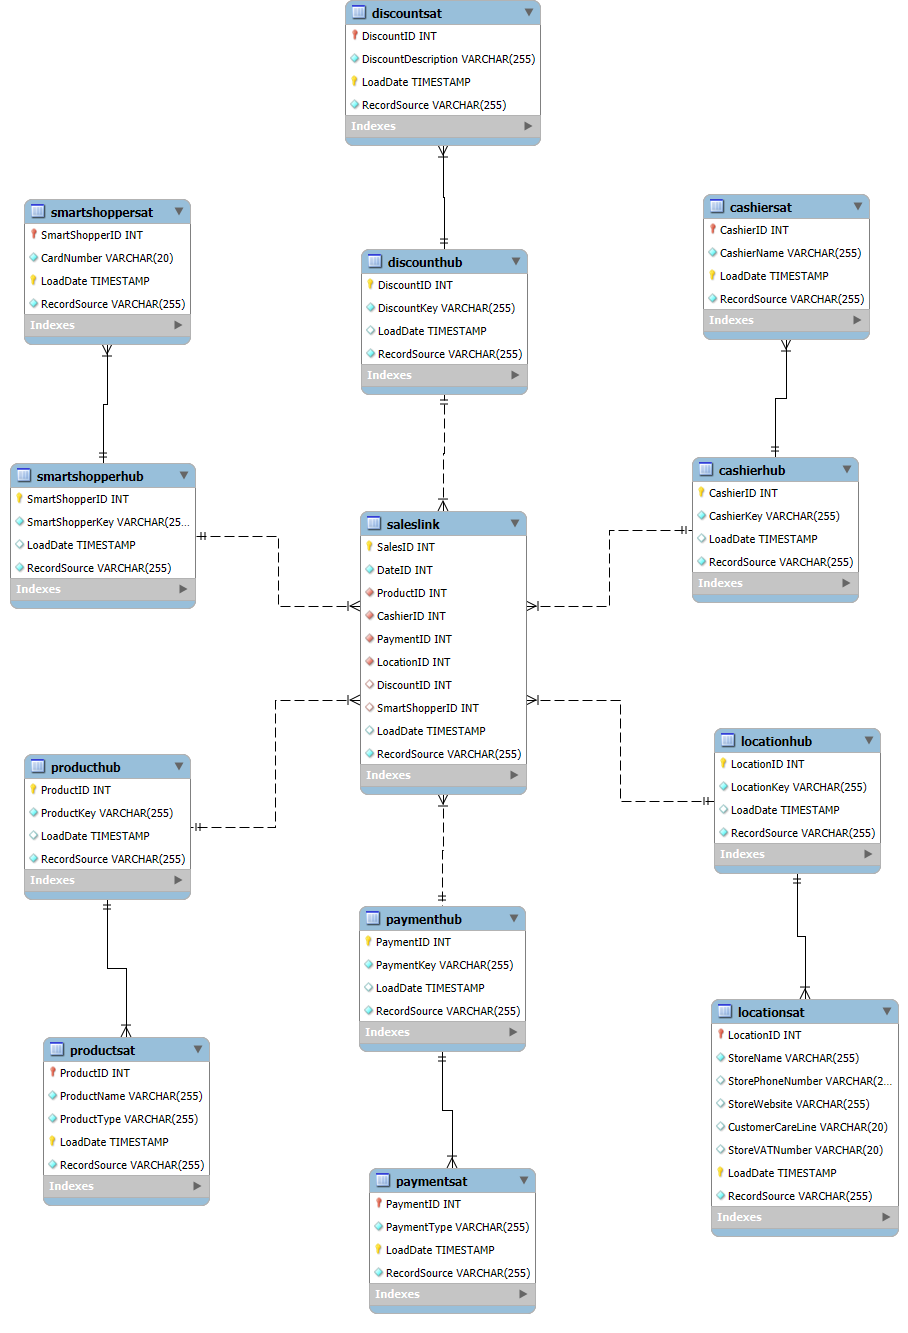 discountsat
DiscountID INT
DiscountDescription VARCHAR(255)
LoadDate TIMESTAMP
RecordSource VARCHAR(255)
Indexes
smartshoppersat
SmartShopperID INT
CardNumber VARCHAR(20)
LoadDate TIMESTAMP
RecordSource VARCHAR(255)
Indexes
cashiersat
CashierID INT
CashierName VARCHAR(255)
LoadDate TIMESTAMP
RecordSource VARCHAR(255)
Indexes
discounthub
DiscountID INT
DiscountKey VARCHAR(255)
LoadDate TIMESTAMP
RecordSource VARCHAR(255)
Indexes
smartshopperhub
SmartShopperID INT
SmartShopperKey VARCHAR(25...
LoadDate TIMESTAMP
RecordSource VARCHAR(255)
Indexes
cashierhub
CashierID INT
CashierKey VARCHAR(255)
LoadDate TIMESTAMP
RecordSource VARCHAR(255)
Indexes
saleslink
SalesID INT
DateID INT
ProductID INT
CashierID INT
PaymentID INT
LocationID INT
DiscountID INT
SmartShopperID INT
LoadDate TIMESTAMP
RecordSource VARCHAR(255)
Indexes
producthub
ProductID INT
ProductKey VARCHAR(255)
LoadDate TIMESTAMP
RecordSource VARCHAR(255)
Indexes
locationhub
LocationID INT
LocationKey VARCHAR(255)
LoadDate TIMESTAMP
RecordSource VARCHAR(255)
Indexes
paymenthub
PaymentID INT
PaymentKey VARCHAR(255)
LoadDate TIMESTAMP
RecordSource VARCHAR(255)
Indexes
productsat
ProductID INT
ProductName VARCHAR(255)
ProductType VARCHAR(255)
LoadDate TIMESTAMP
RecordSource VARCHAR(255)
Indexes
locationsat
LocationID INT
StoreName VARCHAR(255)
StorePhoneNumber VARCHAR(2...
StoreWebsite VARCHAR(255)
CustomerCareLine VARCHAR(20)
StoreVATNumber VARCHAR(20)
LoadDate TIMESTAMP
RecordSource VARCHAR(255)
Indexes
paymentsat
PaymentID INT
PaymentType VARCHAR(255)
LoadDate TIMESTAMP
RecordSource VARCHAR(255)
Indexes